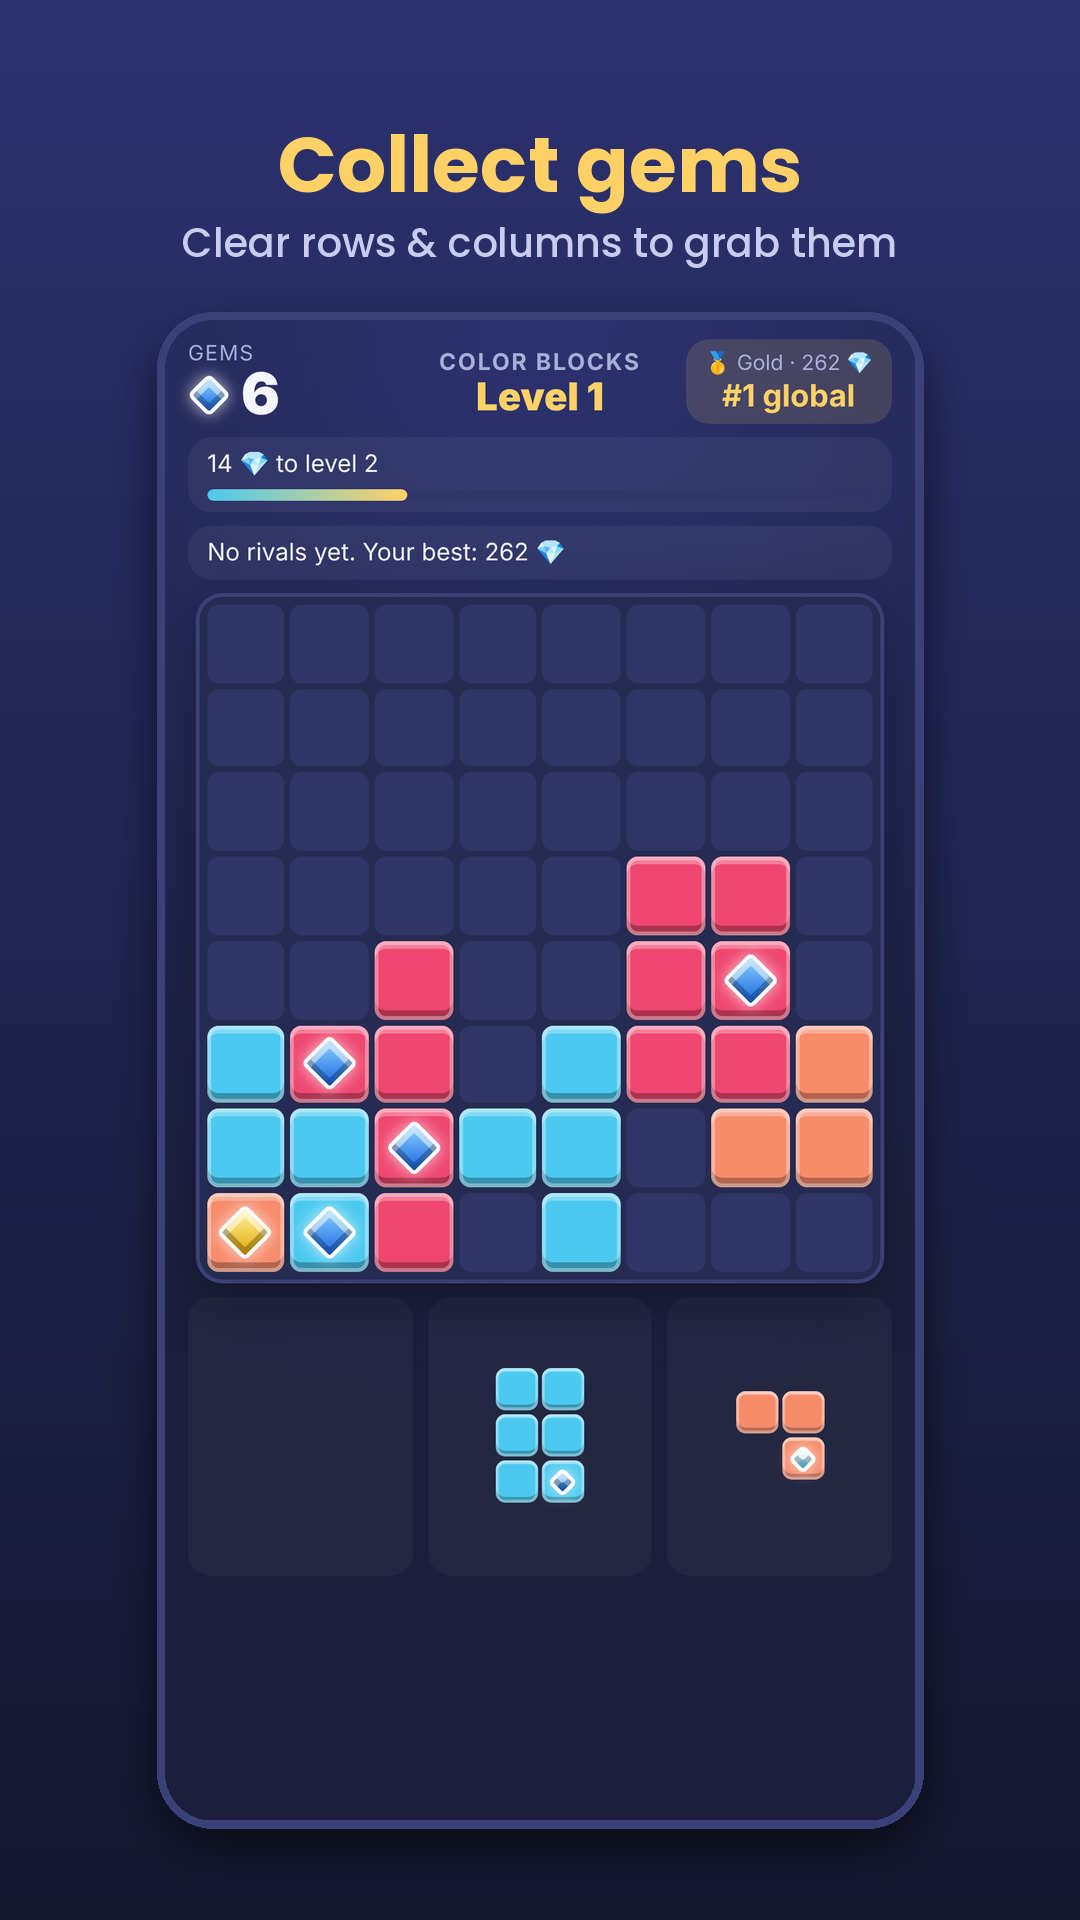 Collect gems
Clear rows & columns to grab them
GEMS
6
COLOR BLOCKS
Level 1
🥇 Gold · 262 💎
#1 global
14 💎 to level 2
No rivals yet. Your best: 262 💎